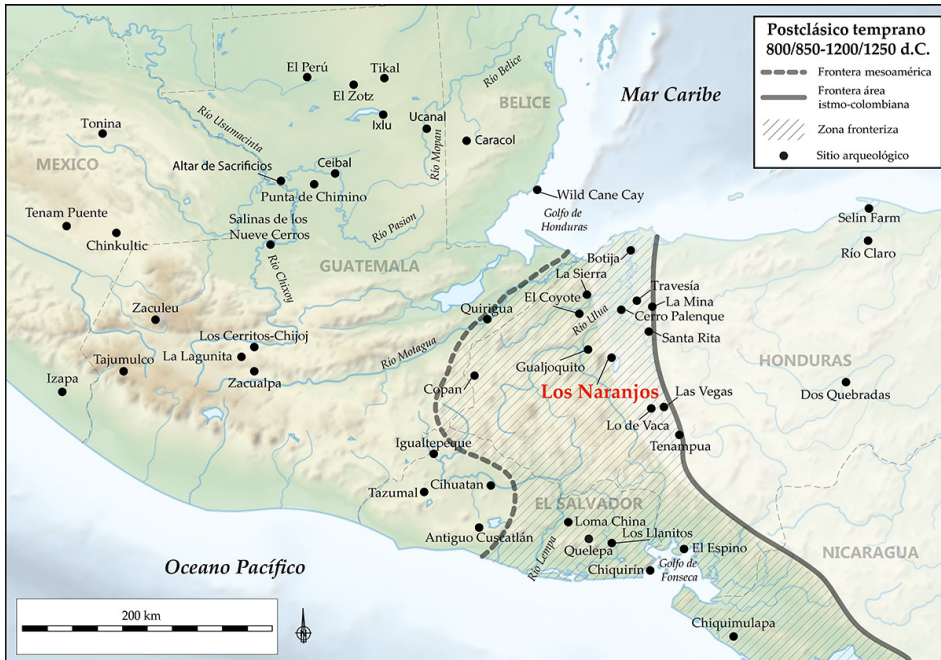 Postclásico temprano
800/850-1200/1250 d.C.
Frontera mesoamérica
Frontera área
istmo-colombiana
Zona fronteriza
Sitio arqueológico
Mar Caribe
El Perú
Tikal
El Zotz
Río Belice
BELICE
Ixlu
Ucanal
Río Mopan
Caracol
Río Usumacinta
Tonina
MEXICO
Altar de Sacrificios
Ceibal
Punta de Chimino
Wild Cane Cay
Golfo de
Honduras
Tenam Puente
Chinkultic
Salinas de los
Nueve Cerros
Río Pasion
Río Chixoy
GUATEMALA
Selin Farm
Río Claro
Botija
La Sierra
El Coyote
Travesía
La Mina
Cerro Palenque
Río Ulúa
Santa Rita
Zaculeu
Quirigua
Los Cerritos-Chijoj
La Lagunita
Río Motagua
Tajumulco
Zacualpa
Izapa
Gualjoquito
Copan
Los Naranjos
HONDURAS
Dos Quebradas
Las Vegas
Lo de Vaca
Tenampua
Igualtepeque
Cihuatan
Tazumal
EL SALVADOR
Antiguo Cuscatlán
Loma China
Los Llanitos
Quelepa
El Espino
Río Lempa
Chiquirín
Golfo de
Fonseca
NICARAGUA
Oceano Pacífico
Chiquimulapa
200 km
N